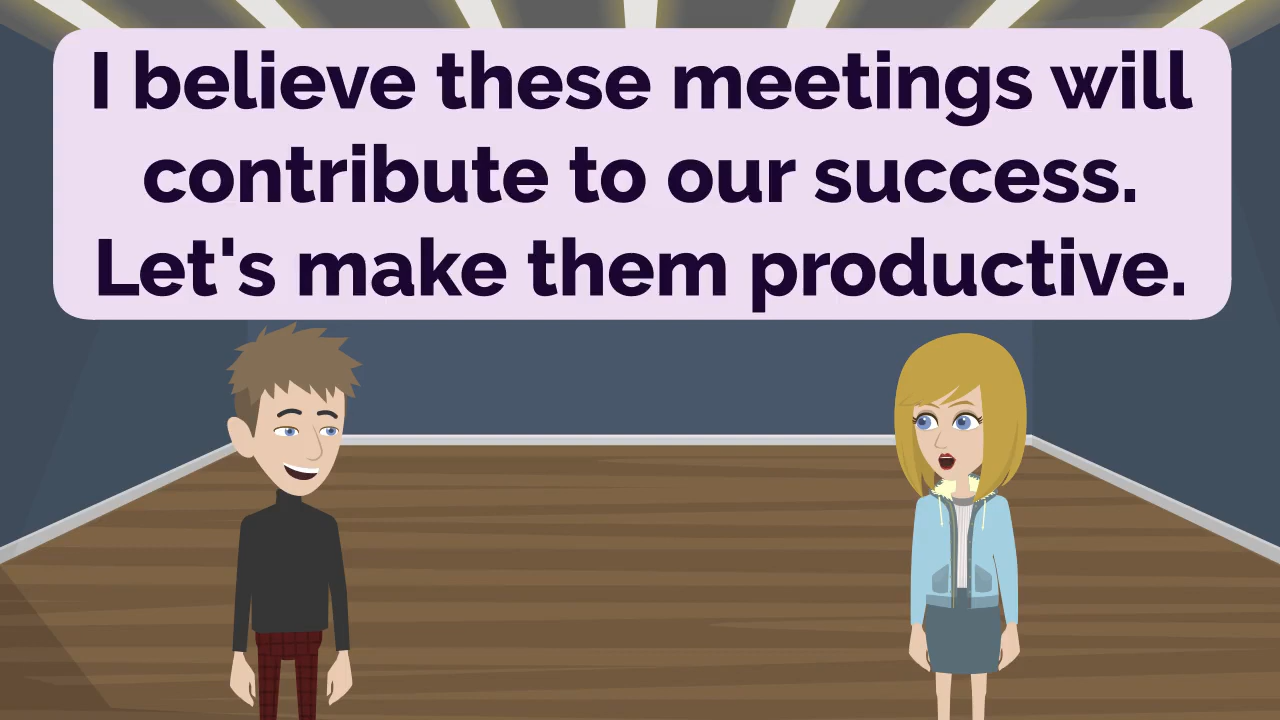 I believe these meetings will
contribute to our success.
Let's make them productive.